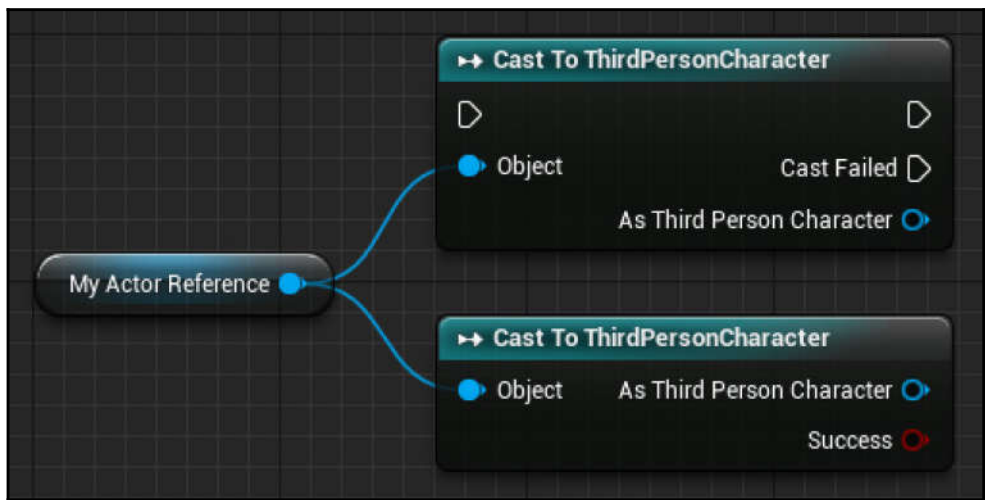 Cast To ThirdPersonCharacter
Object
Cast Failed
As Third Person Character
My Actor Reference
Cast To ThirdPersonCharacter
Object As Third Person Character
Success